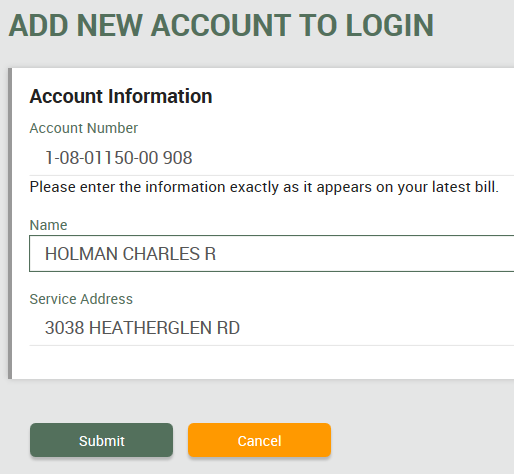 ADD NEW ACCOUNT TO LOGIN
Account Information
Account Number
1-08-01150-00 908
Please enter the information exactly as it appears on your latest bill.
Name
HOLMAN CHARLES R
Service Address
3038 HEATHERGLEN RD
Submit
Cancel